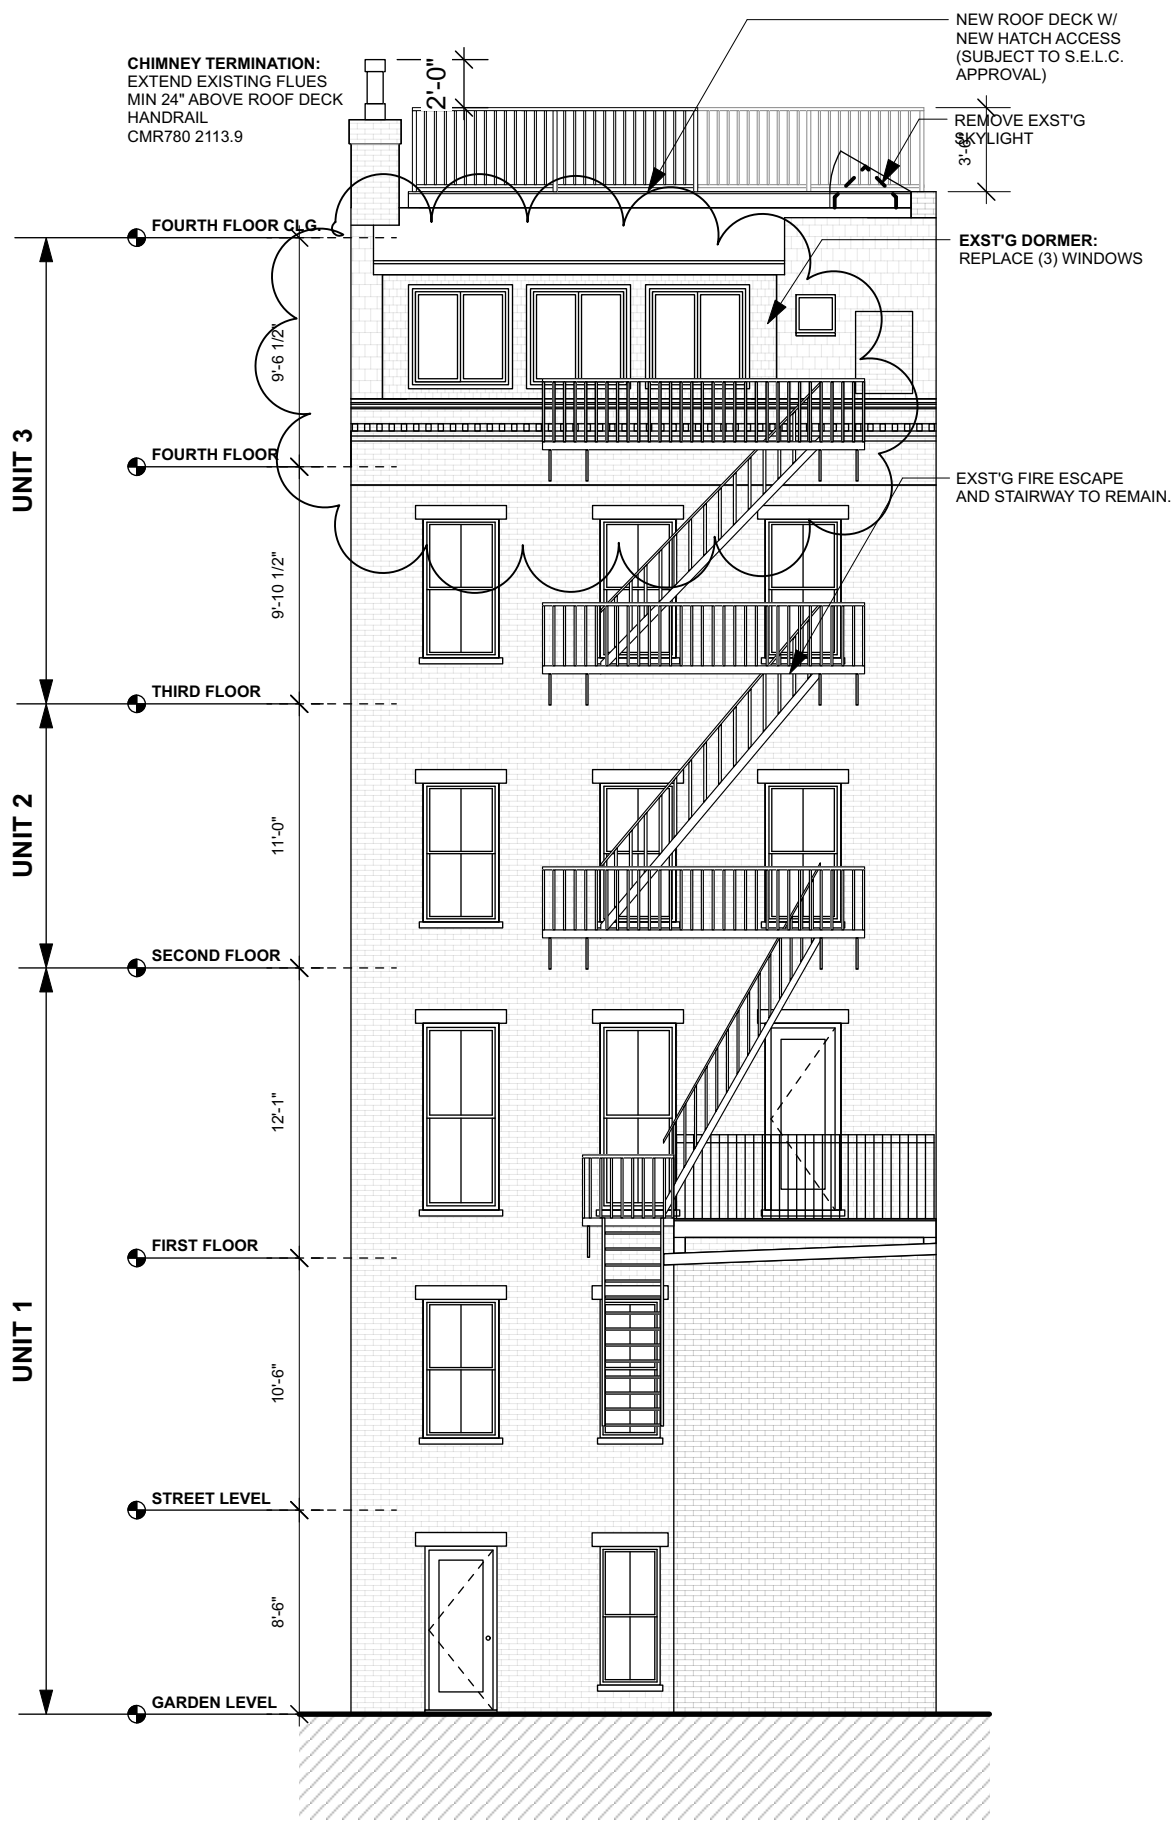 NEW ROOF DECK W/
NEW HATCH ACCESS
(SUBJECT TO S.E.L.C.
APPROVAL)
CHIMNEY TERMINATION:
EXTEND EXISTING FLUES
MIN 24" ABOVE ROOF DECK
HANDRAIL
CMR780 2113.9
2'-0"
REMOVE EXST'G
SKYLIGHT
3'-6"
FOURTH FLOOR CLG.
EXST'G DORMER:
REPLACE (3) WINDOWS
9'-6 1/2"
UNIT 3
FOURTH FLOOR
EXST'G FIRE ESCAPE
AND STAIRWAY TO REMAIN.
9'-10 1/2"
THIRD FLOOR
UNIT 2
11'-0"
SECOND FLOOR
12'-1"
FIRST FLOOR
UNIT 1
10'-6"
STREET LEVEL
8'-6"
GARDEN LEVEL